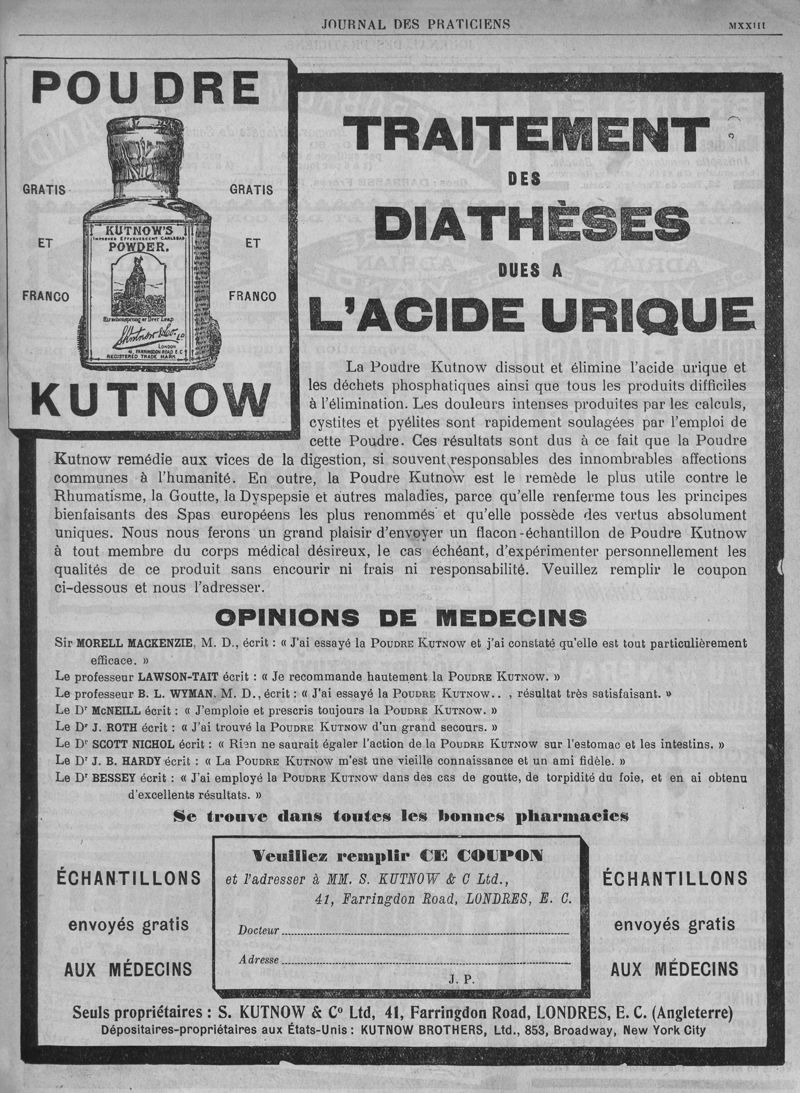 JOURNAL DES PRATICIENS
MXXIII
POUDRE
GRATIS
ET
FRANCO
KUTNOW'S
IMPROVED EFFERVESCENT CARLSBAD
POWDER.
Hirschensprung or Deer Leap
S. Kutnow & Co. Ld
LONDON
41, FARRINGDON ROAD E.C.
REGISTERED TRADE MARK
GRATIS
ET
FRANCO
KUTNOW
TRAITEMENT
DES
DIATHÈSES
DUES A
L'ACIDE URIQUE
La Poudre Kutnow dissout et élimine l'acide urique et
les déchets phosphatiques ainsi que tous les produits difficiles
à l'élimination. Les douleurs intenses produites par les calculs,
cystites et pyélites sont rapidement soulagées par l'emploi de
cette Poudre. Ces résultats sont dus à ce fait que la Poudre
Kutnow remédie aux vices de la digestion, si souvent responsables des innombrables affections
communes à l'humanité. En outre, la Poudre Kutnow est le remède le plus utile contre le
Rhumatisme, la Goutte, la Dyspepsie et autres maladies, parce qu'elle renferme tous les principes
bienfaisants des Spas européens les plus renommés et qu'elle possède des vertus absolument
uniques. Nous nous ferons un grand plaisir d'envoyer un flacon-échantillon de Poudre Kutnow
à tout membre du corps médical désireux, le cas échéant, d'expérimenter personnellement les
qualités de ce produit sans encourir ni frais ni responsabilité. Veuillez remplir le coupon
ci-dessous et nous l'adresser.
OPINIONS DE MEDECINS
Sir MORELL MACKENZIE, M. D., écrit : « J'ai essayé la POUDRE KUTNOW et j'ai constaté qu'elle est tout particulièrement
efficace. »
Le professeur LAWSON-TAIT écrit : « Je recommande hautement la POUDRE KUTNOW. »
Le professeur B. L. WYMAN. M. D., écrit : « J'ai essayé la POUDRE KUTNOW.. , résultat très satisfaisant. »
Le Dr McNEILL écrit : « J'emploie et prescris toujours la POUDRE KUTNOW. »
Le Dr J. ROTH écrit : « J'ai trouvé la POUDRE KUTNOW d'un grand secours. »
Le Dr SCOTT NICHOL écrit : « Rien ne saurait égaler l'action de la POUDRE KUTNOW sur l'estomac et les intestins. »
Le Dr J. B. HARDY écrit : « La POUDRE KUTNOW m'est une vieille connaissance et un ami fidèle. »
Le Dr BESSEY écrit : « J'ai employé la POUDRE KUTNOW dans des cas de goutte, de torpidité du foie, et en ai obtenu
d'excellents résultats. »
Se trouve dans toutes les bonnes pharmacies
ÉCHANTILLONS
envoyés gratis
AUX MÉDECINS
Veuillez remplir CE COUPON
et l'adresser à MM. S. KUTNOW & C Ltd.,
41, Farringdon Road, LONDRES, E. C.
Docteur
Adresse
J. P.
ÉCHANTILLONS
envoyés gratis
AUX MÉDECINS
Seuls propriétaires : S. KUTNOW & Co Ltd, 41, Farringdon Road, LONDRES, E. C. (Angleterre)
Dépositaires-propriétaires aux États-Unis : KUTNOW BROTHERS, Ltd., 853, Broadway, New York City